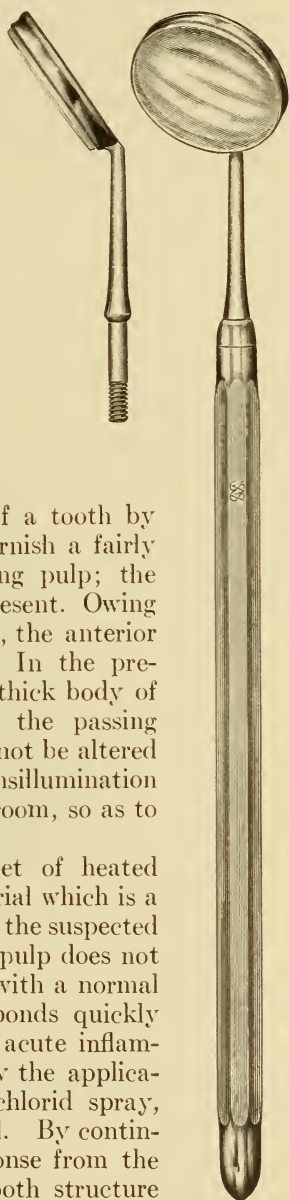 f a tooth by
rnish a fairly
ng pulp; the
esent. Owing
, the anterior
In the pre-
thick body of
the passing
not be altered
nsillumination
room, so as to
et of heated
rial which is a
the suspected
pulp does not
with a normal
ponds quickly
acute inflam-
y the applica-
chlorid spray,
l. By contin-
onse from the
ooth structure